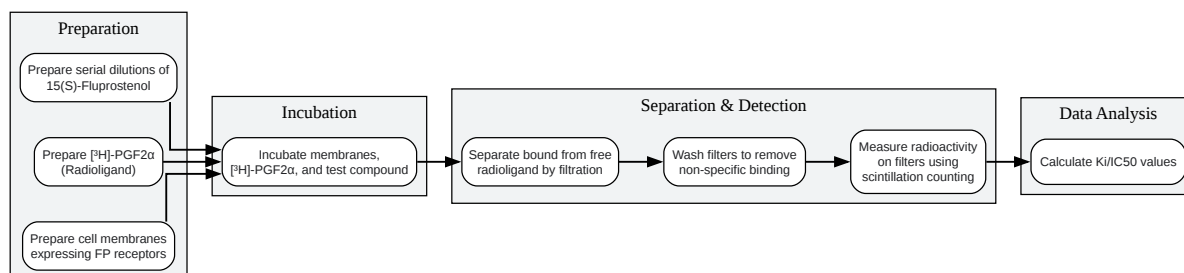 Preparation
Prepare serial dilutions of
15(S)-Fluprostenol
Prepare [³H]-PGF2α
(Radioligand)
Prepare cell membranes
expressing FP receptors
Incubation
Incubate membranes,
[³H]-PGF2α, and test compound
Separation & Detection
Separate bound from free
radioligand by filtration
Wash filters to remove
non-specific binding
Measure radioactivity
on filters using
scintillation counting
Data Analysis
Calculate Ki/IC50 values